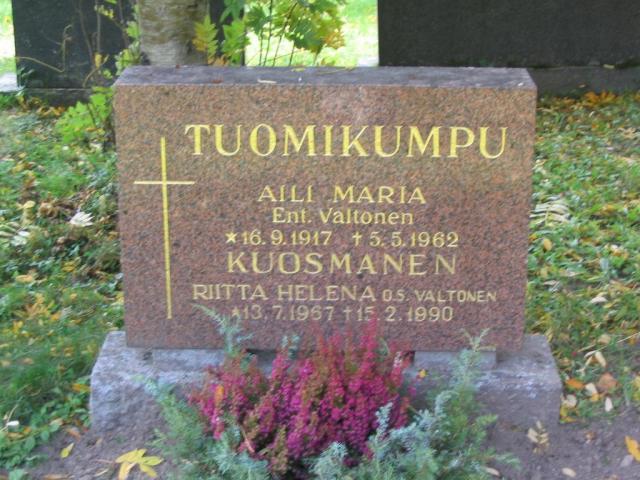 TUOMIKUMPU
AILI MARIA
Ent. Valtonen
★16.9.1917 ✝5.5.1962
KUOSMANEN
RIITTA HELENA O.S. VALTONEN
★13.7.1967 ✝15.2.1990